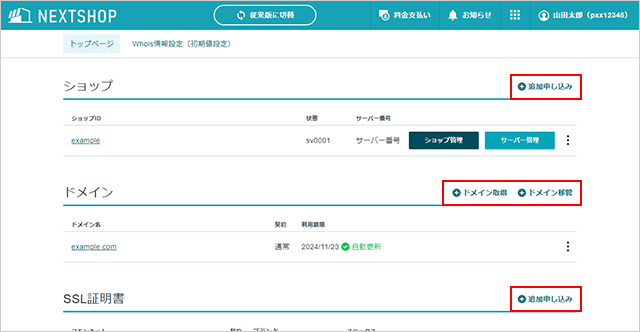 NEXTSHOP 従来版に切替 料金支払い お知らせ 山田太郎（pxx12345）
トップページ Whois情報設定（初期値設定）
ショップ 追加申し込み
ショップID 状態 サーバー番号
example sv0001 サーバー番号 ショップ管理 サーバー管理
ドメイン ドメイン取得 ドメイン移管
ドメイン名 契約 利用期限
example.com 通常 2024/11/23 自動更新
SSL証明書 追加申し込み